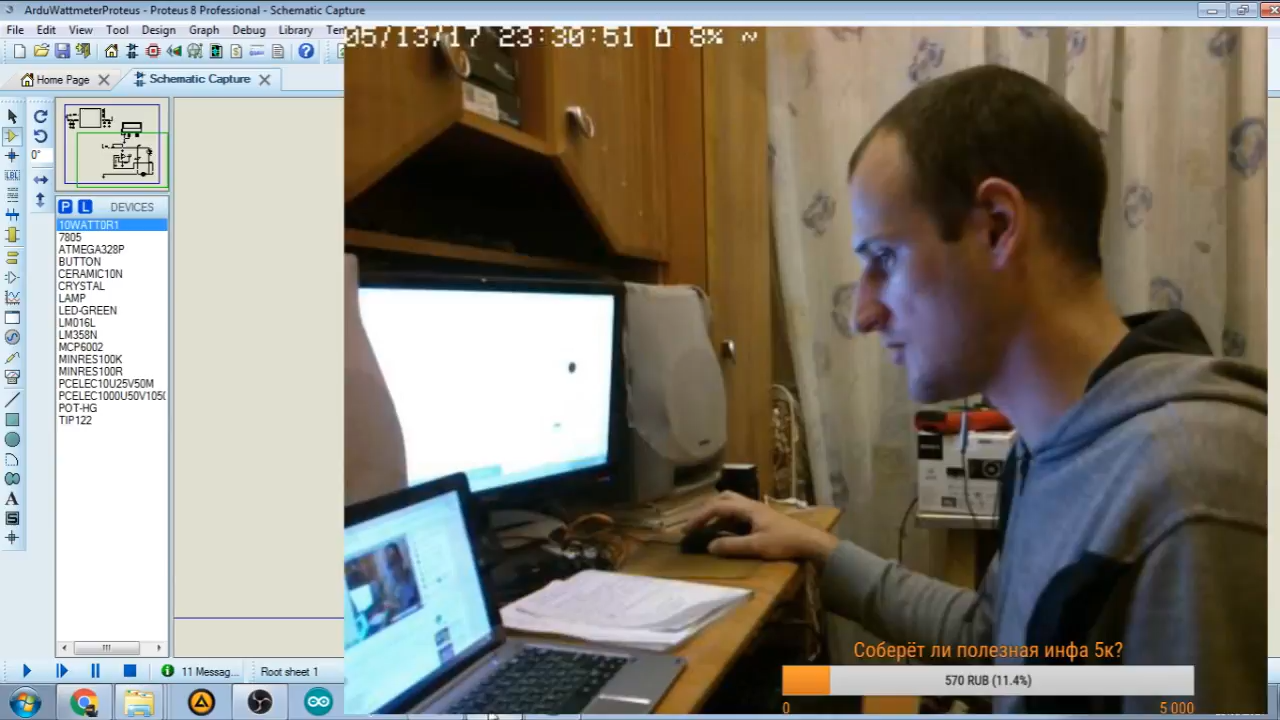 ArduWattmeterProteus - Proteus 8 Professional - Schematic Capture
File Edit View Tool Design Graph Debug Library
05/13/17 23:30:51 8% ~
Home Page
Schematic Capture
0°
LBL
P L DEVICES
10WATT0R1
7805
ATMEGA328P
BUTTON
CERAMIC10N
CRYSTAL
LAMP
LED-GREEN
LM016L
LM358N
MCP6002
MINRES100K
MINRES100R
PCELEC10U25V50M
PCELEC1000U50V105
POT-HG
TIP122
A
S
Соберёт ли полезная инфа 5к?
11 Messag...
Root sheet 1
570 RUB (11.4%)
0
5 000